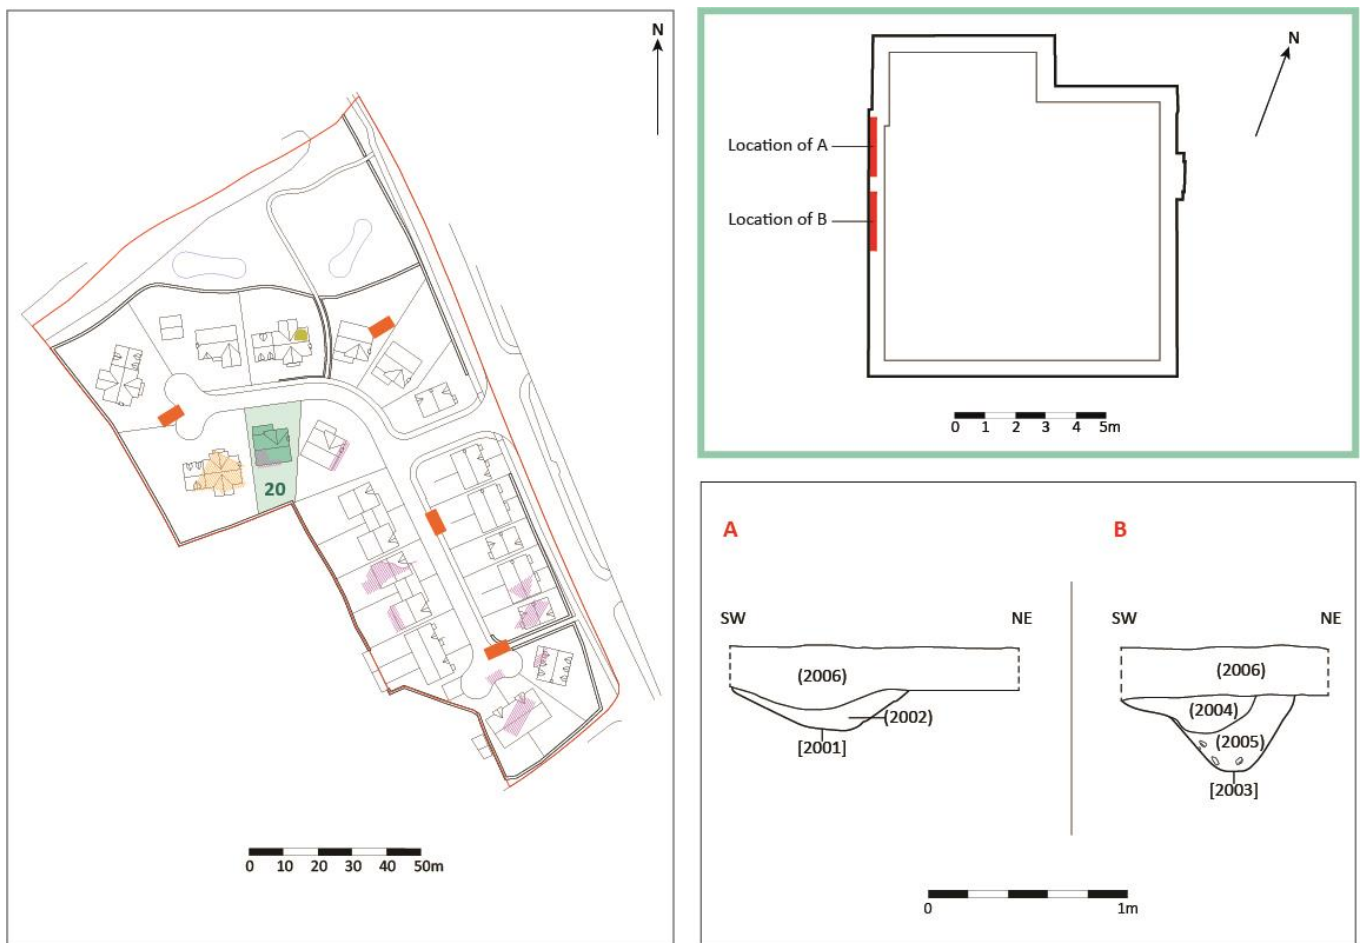 N
20
0 10 20 30 40 50m
N
Location of A
Location of B
0 1 2 3 4 5m
A
SW NE
(2006)
(2002)
[2001]
B
SW NE
(2006)
(2004)
(2005)
[2003]
0 1m